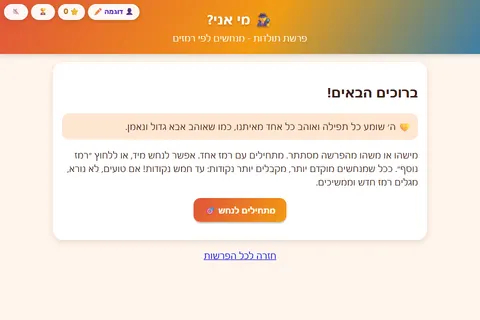 מי אני?
פרשת תולדות - מנחשים לפי רמזים
דוגמה
0
ברוכים הבאים!
ה׳ שומע כל תפילה ואוהב כל אחד מאיתנו, כמו שאוהב אבא גדול ונאמן.
מישהו או משהו מהפרשה מסתתר. מתחילים עם רמז אחד. אפשר לנחש מיד, או ללחוץ "רמז
נוסף". ככל שמנחשים מוקדם יותר, מקבלים יותר נקודות: עד חמש נקודות! אם טועים, לא נורא,
מגלים רמז חדש וממשיכים.
מתחילים לנחש
חזרה לכל הפרשות